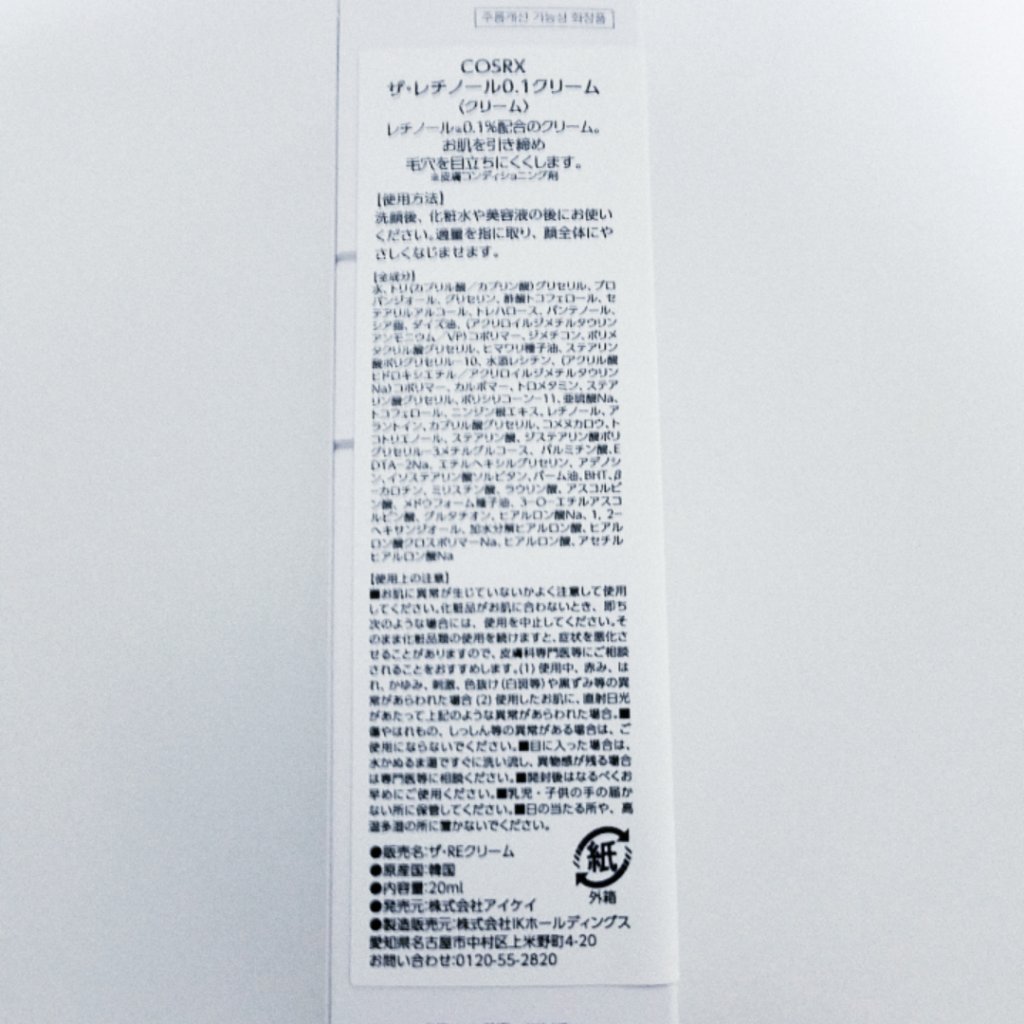 주름개선 기능성 화장품
COSRX
ザ・レチノール0.1クリーム
(クリーム)
レチノール※0.1%配合のクリーム。
お肌を引き締め
毛穴を目立ちにくくします。
※皮膚コンディショニング剤
【使用方法】
洗顔後、化粧水や美容液の後にお使い
ください。適量を指に取り、顔全体にや
さしくなじませます。
【全成分】
水、トリ(カプリル酸/カプリン酸)グリセリル、プロ
パンジオール、グリセリン、酢酸トコフェロール、セ
テアリルアルコール、トレハロース、パンテノール、
シア脂、ダイズ油、(アクリロイルジメチルタウリン
アンモニウム/VP)コポリマー、ジメチコン、ポリメ
タクリル酸グリセリル、ヒマワリ種子油、ステアリン
酸ポリグリセリル-10、水添レシチン、(アクリル酸
ヒドロキシエチル/アクリロイルジメチルタウリン
Na)コポリマー、カルボマー、トロメタミン、ステア
リン酸グリセリル、ポリシリコーン-11、亜硫酸Na、
トコフェロール、ニンジン根エキス、レチノール、ア
ラントイン、カプリル酸グリセリル、コメヌカロウ、ト
コトリエノール、ステアリン酸、ジステアリン酸ポリ
グリセリル-3メチルグルコース、パルミチン酸、E
DTA-2Na、エチルヘキシルグリセリン、アデノシ
ン、イソステアリン酸ソルビタン、パーム油、BHT、β
-カロチン、ミリスチン酸、ラウリン酸、アスコルビ
ン酸、メドウフォーム種子油、3-O-エチルアスコ
ルビン酸、グルタチオン、ヒアルロン酸Na、1, 2-
ヘキサンジオール、加水分解ヒアルロン酸、ヒアル
ロン酸クロスポリマーNa、ヒアルロン酸、アセチル
ヒアルロン酸Na
【使用上の注意】
■お肌に異常が生じていないかよく注意して使用
してください。化粧品がお肌に合わないとき、即ち
次のような場合には、使用を中止してください。そ
のまま化粧品類の使用を続けますと、症状を悪化さ
せることがありますので、皮膚科専門医等にご相談
されることをおすすめします。(1) 使用中、赤み、は
れ、かゆみ、刺激、色抜け(白斑等)や黒ずみ等の異
常があらわれた場合 (2) 使用したお肌に、直射日光
があたって上記のような異常があらわれた場合。■
傷やはれもの、しっしん等の異常がある場合は、ご
使用にならないでください。■目に入った場合は、
水かぬるま湯ですぐに洗い流し、異物感が残る場合
は専門医等に相談ください。■開封後はなるべくお
早めにご使用ください。■乳児・子供の手の届か
ない所に保管してください。■日の当たる所や、高
温多湿の所に置かないでください。
●販売名:ザ・REクリーム
●原産国:韓国
●内容量:20ml
●発売元:株式会社アイケイ
●製造販売元:株式会社IKホールディングス
愛知県名古屋市中村区上米野町4-20
お問い合わせ:0120-55-2820
紙
外箱